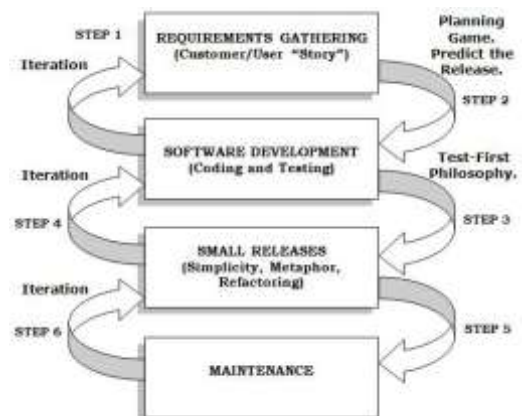 STEP 1
REQUIREMENTS GATHERING
(Customer/User “Story”)
Planning
Game.
Predict the
Release.
Iteration
STEP 2
SOFTWARE DEVELOPMENT
(Coding and Testing)
Test-First
Philosophy.
Iteration
STEP 4
STEP 3
SMALL RELEASES
(Simplicity, Metaphor,
Refactoring)
Iteration
STEP 6
STEP 5
MAINTENANCE